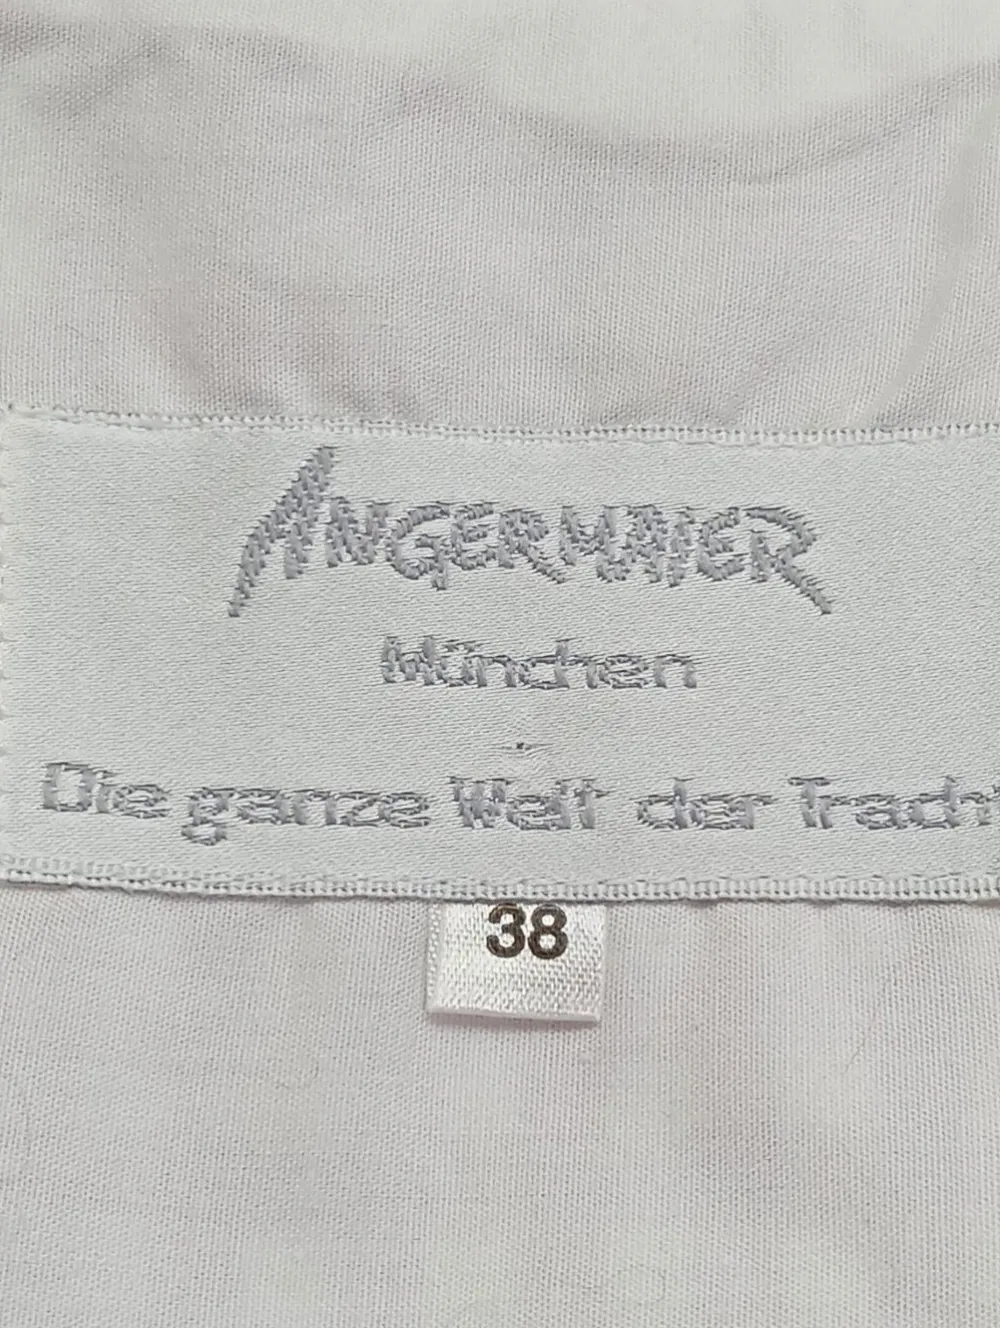 ANGERMAIER
München
Die ganze Welt der Tracht
38